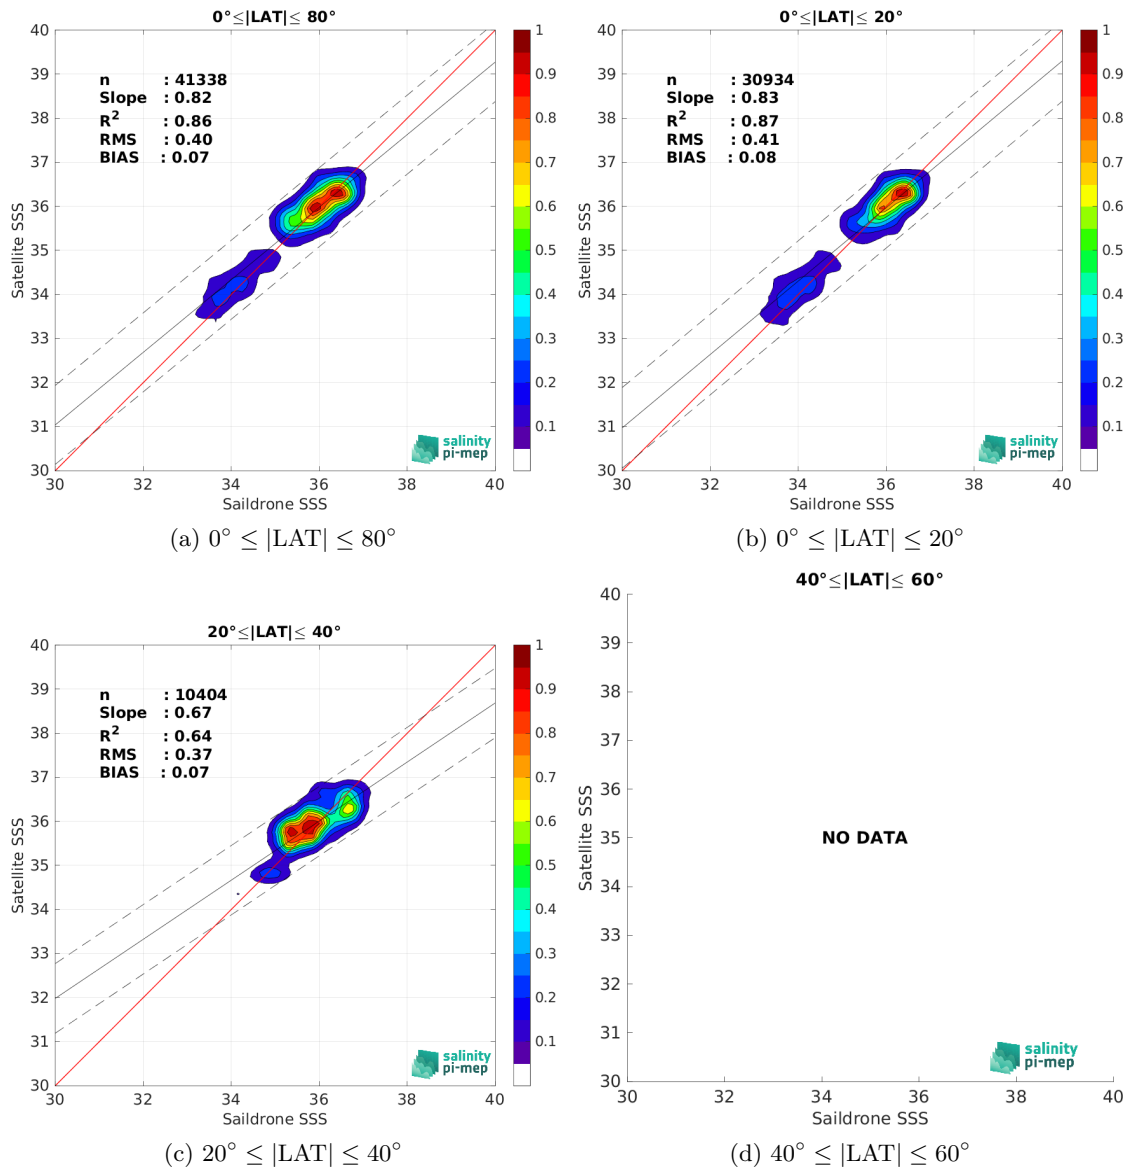 0°≤|LAT|≤ 80°
40
39
38
37
36
35
34
33
32
31
30
Satellite SSS
n : 41338
Slope : 0.82
R² : 0.86
RMS : 0.40
BIAS : 0.07
salinity
pi-mep
30 32 34 36 38 40
Saildrone SSS
1
0.9
0.8
0.7
0.6
0.5
0.4
0.3
0.2
0.1
(a) 0° ≤ |LAT| ≤ 80°
0°≤|LAT|≤ 20°
40
39
38
37
36
35
34
33
32
31
30
Satellite SSS
n : 30934
Slope : 0.83
R² : 0.87
RMS : 0.41
BIAS : 0.08
salinity
pi-mep
30 32 34 36 38 40
Saildrone SSS
1
0.9
0.8
0.7
0.6
0.5
0.4
0.3
0.2
0.1
(b) 0° ≤ |LAT| ≤ 20°
20°≤|LAT|≤ 40°
40
39
38
37
36
35
34
33
32
31
30
Satellite SSS
n : 10404
Slope : 0.67
R² : 0.64
RMS : 0.37
BIAS : 0.07
salinity
pi-mep
30 32 34 36 38 40
Saildrone SSS
1
0.9
0.8
0.7
0.6
0.5
0.4
0.3
0.2
0.1
(c) 20° ≤ |LAT| ≤ 40°
40°≤|LAT|≤ 60°
40
39
38
37
36
35
34
33
32
31
30
Satellite SSS
NO DATA
salinity
pi-mep
30 32 34 36 38 40
Saildrone SSS
(d) 40° ≤ |LAT| ≤ 60°